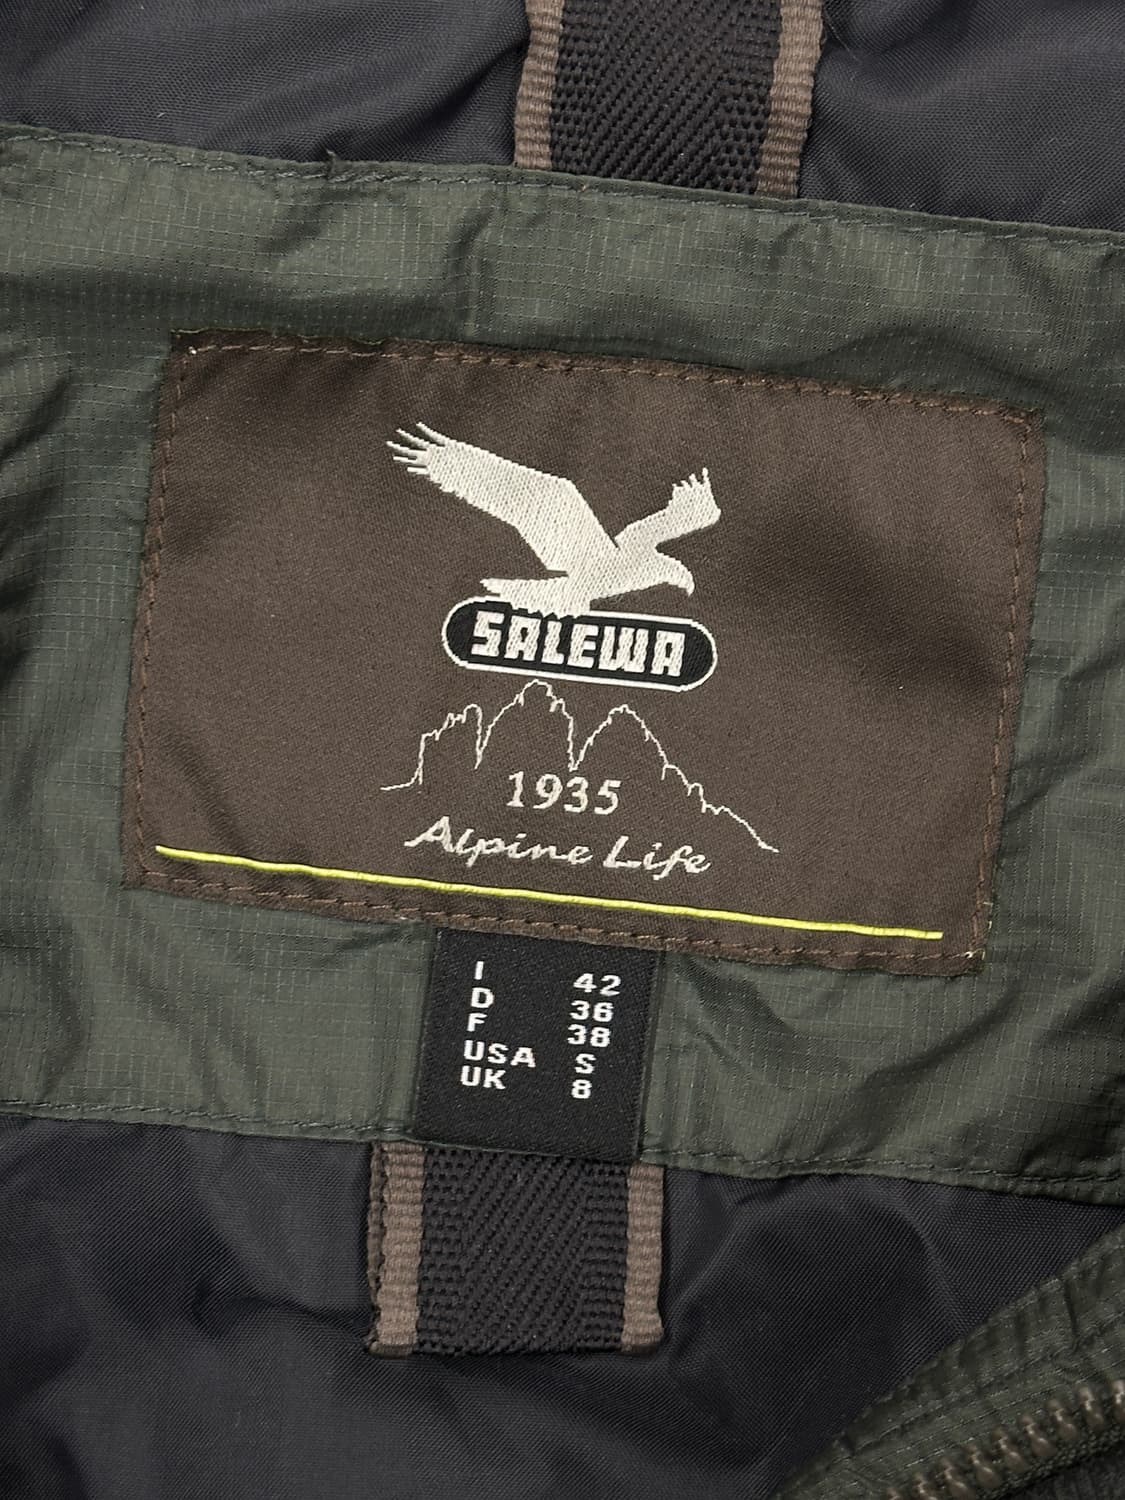 SALEWA
1935
Alpine Life
I 42
D 36
F 38
USA S
UK 8